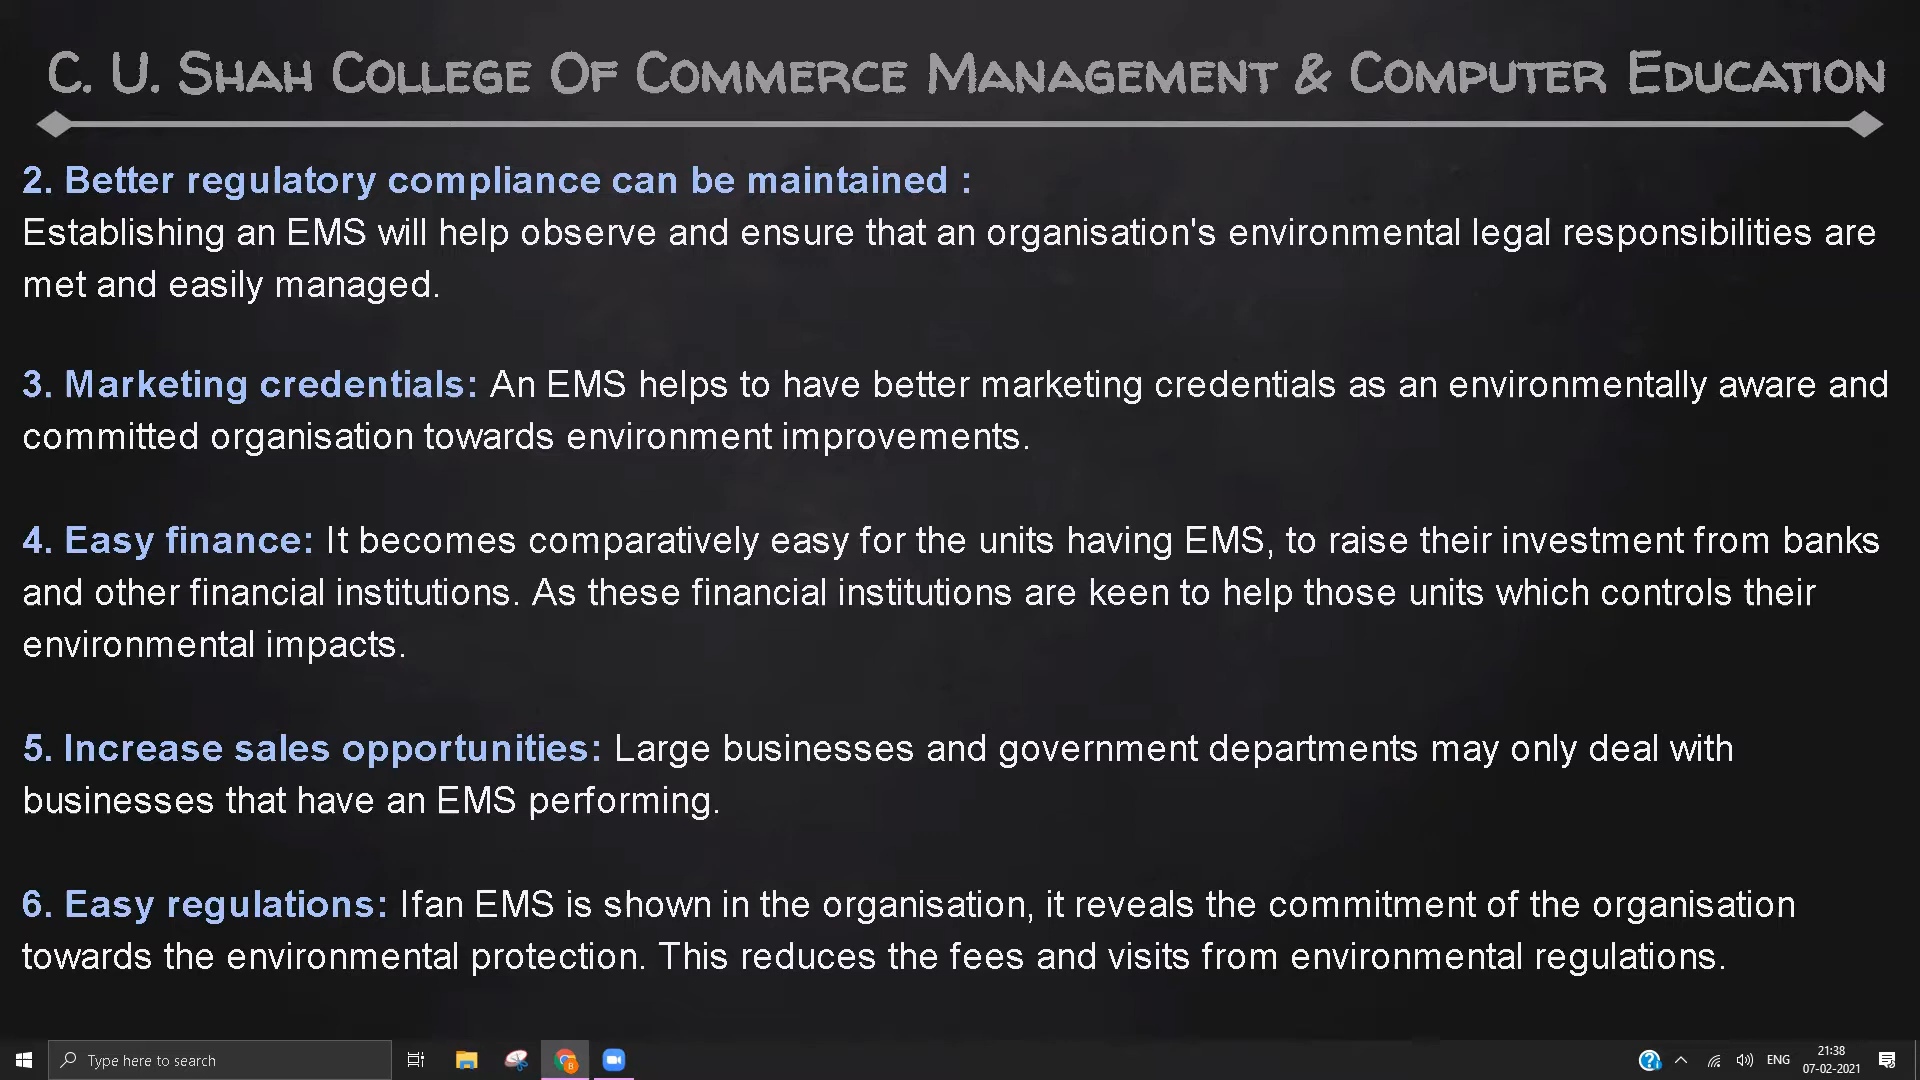 C. U. Shah College Of Commerce Management & Computer Education
2. Better regulatory compliance can be maintained :
Establishing an EMS will help observe and ensure that an organisation's environmental legal responsibilities are
met and easily managed.
3. Marketing credentials: An EMS helps to have better marketing credentials as an environmentally aware and
committed organisation towards environment improvements.
4. Easy finance: It becomes comparatively easy for the units having EMS, to raise their investment from banks
and other financial institutions. As these financial institutions are keen to help those units which controls their
environmental impacts.
5. Increase sales opportunities: Large businesses and government departments may only deal with
businesses that have an EMS performing.
6. Easy regulations: Ifan EMS is shown in the organisation, it reveals the commitment of the organisation
towards the environmental protection. This reduces the fees and visits from environmental regulations.
Type here to search
ENG
21:38
07-02-2021